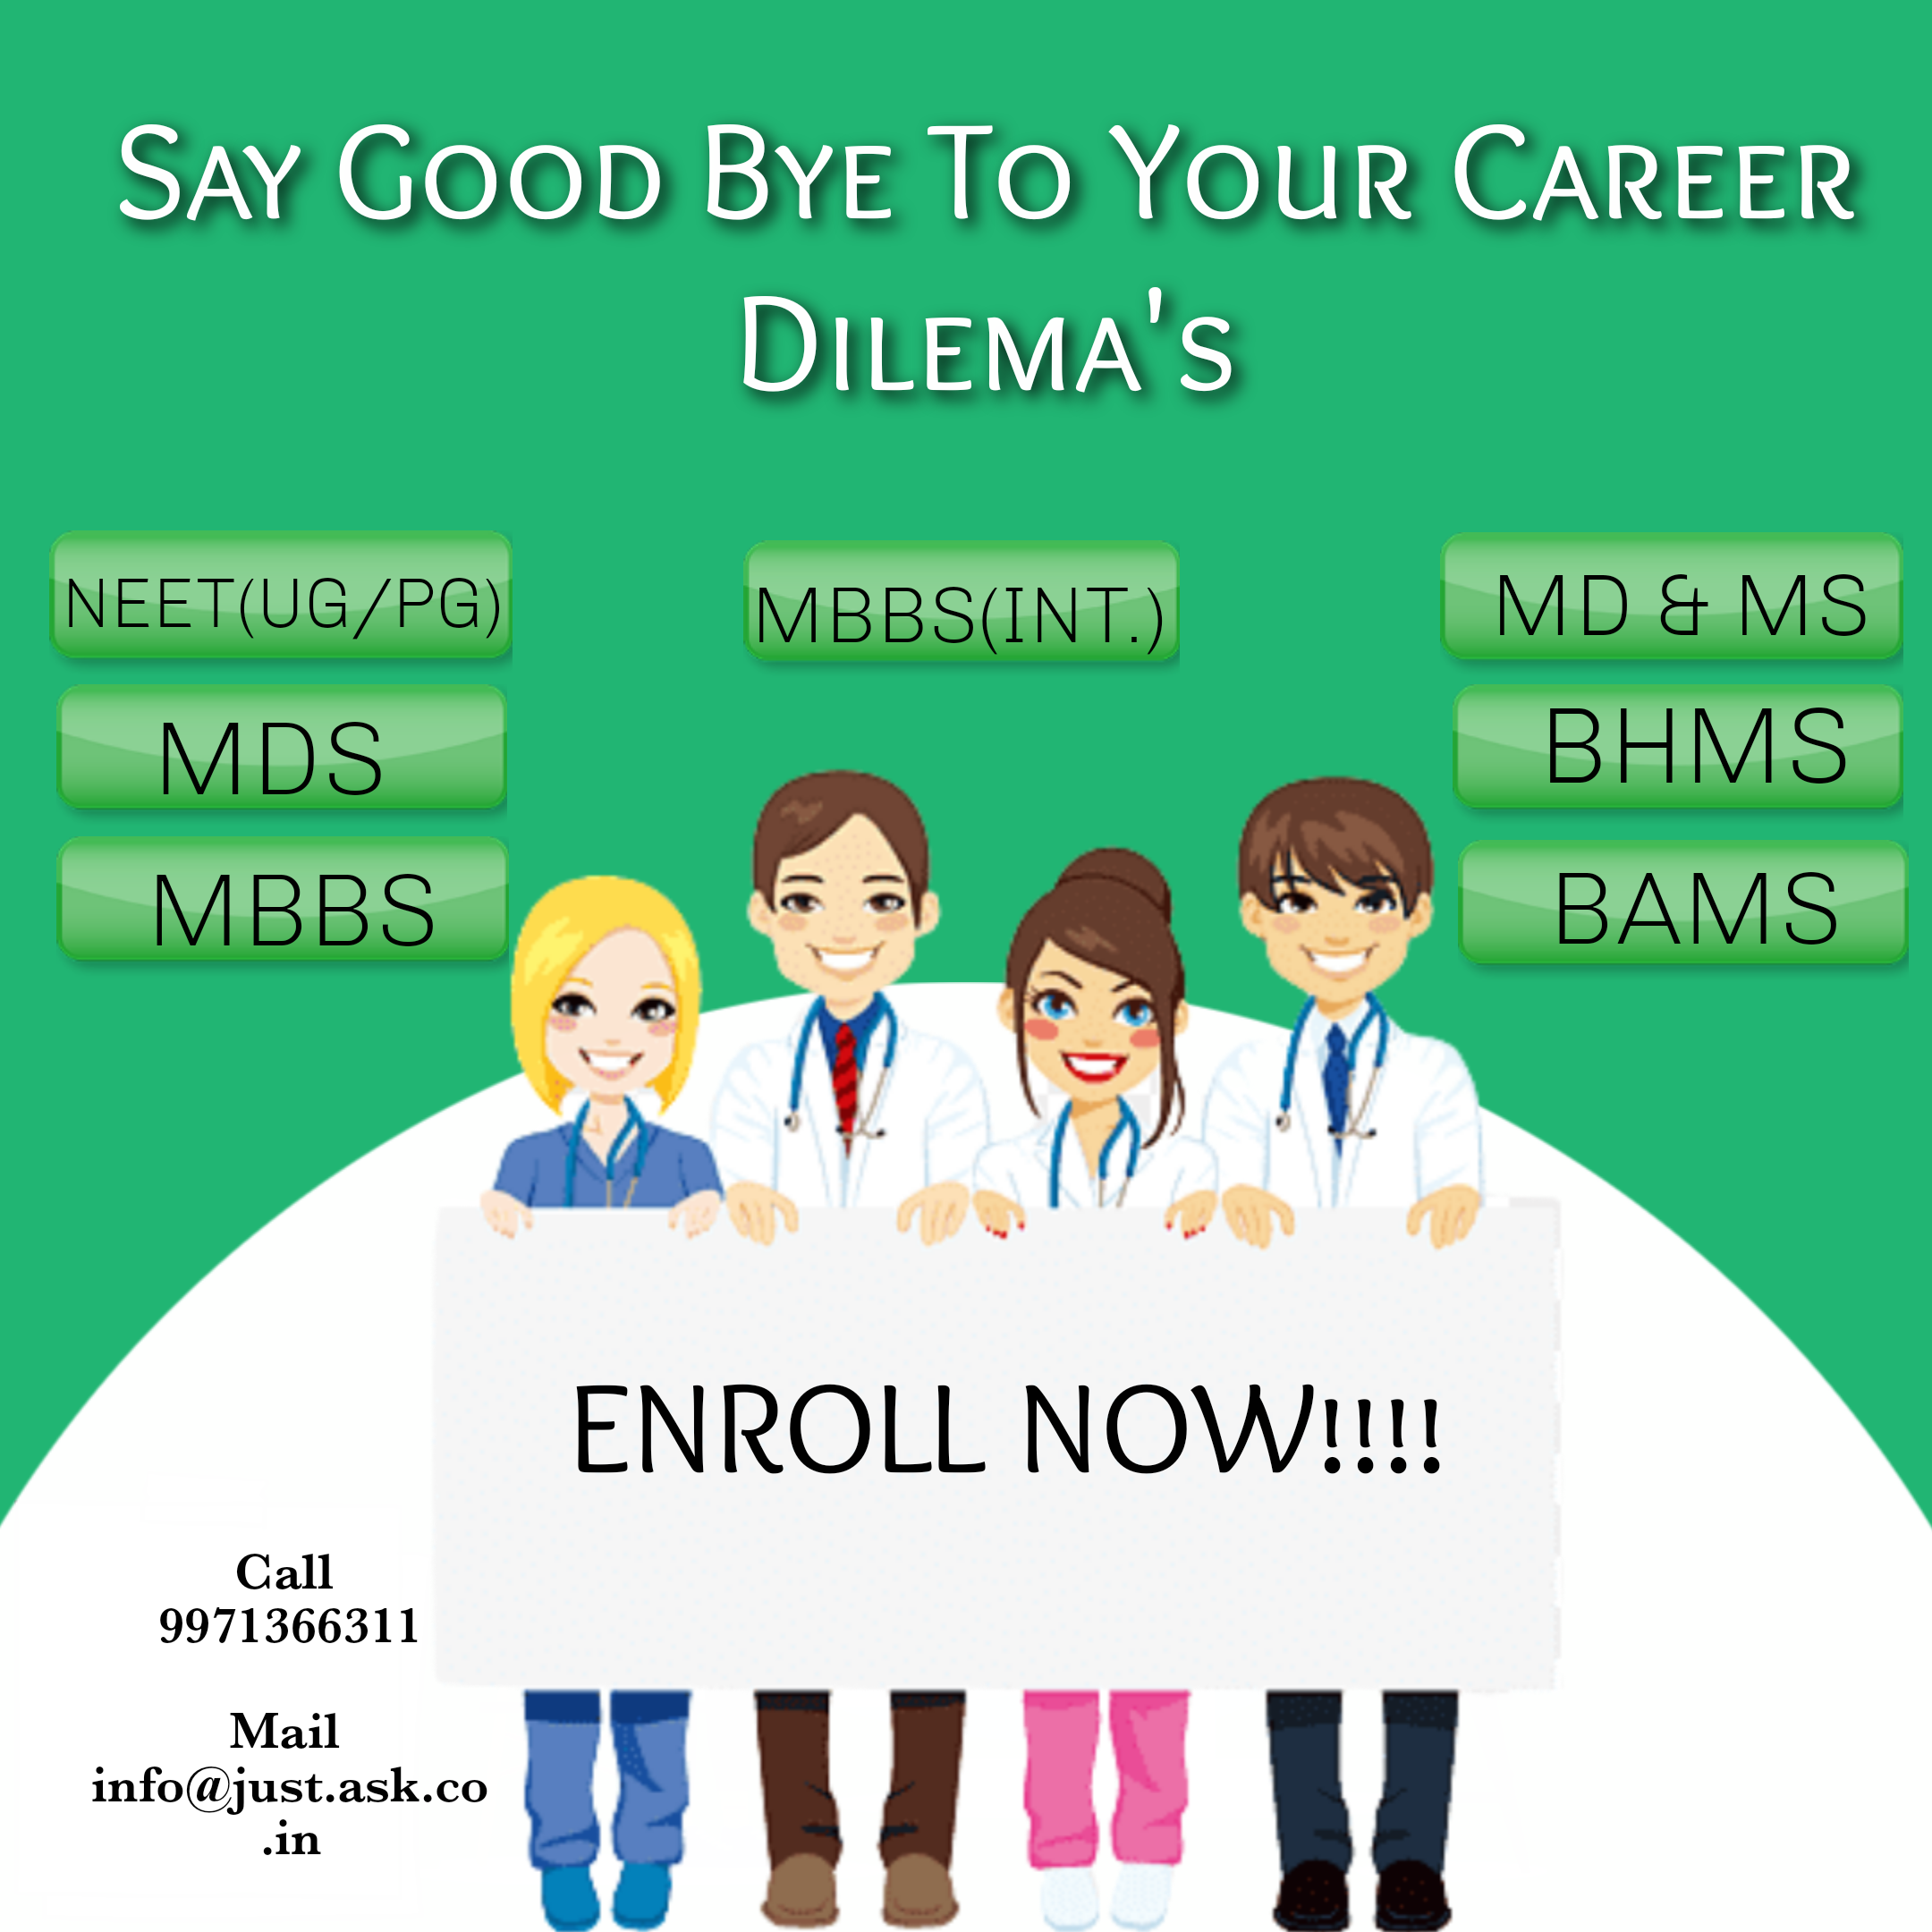 Say Good Bye To Your Career
Dilema's
NEET(UG/PG)
MBBS(INT.)
MD & MS
MDS
BHMS
MBBS
BAMS
ENROLL NOW!!!!
Call
9971366311
Mail
info@just.ask.co
.in